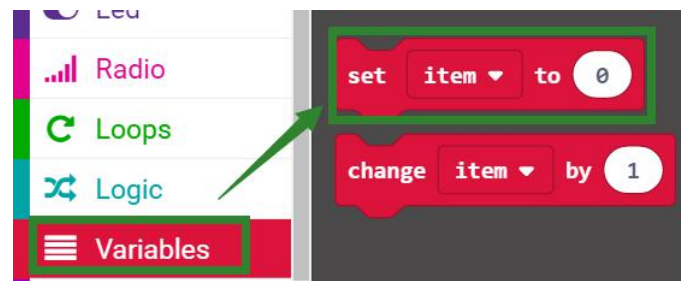 Led
Radio
Loops
Logic
Variables
set item to 0
change item by 1